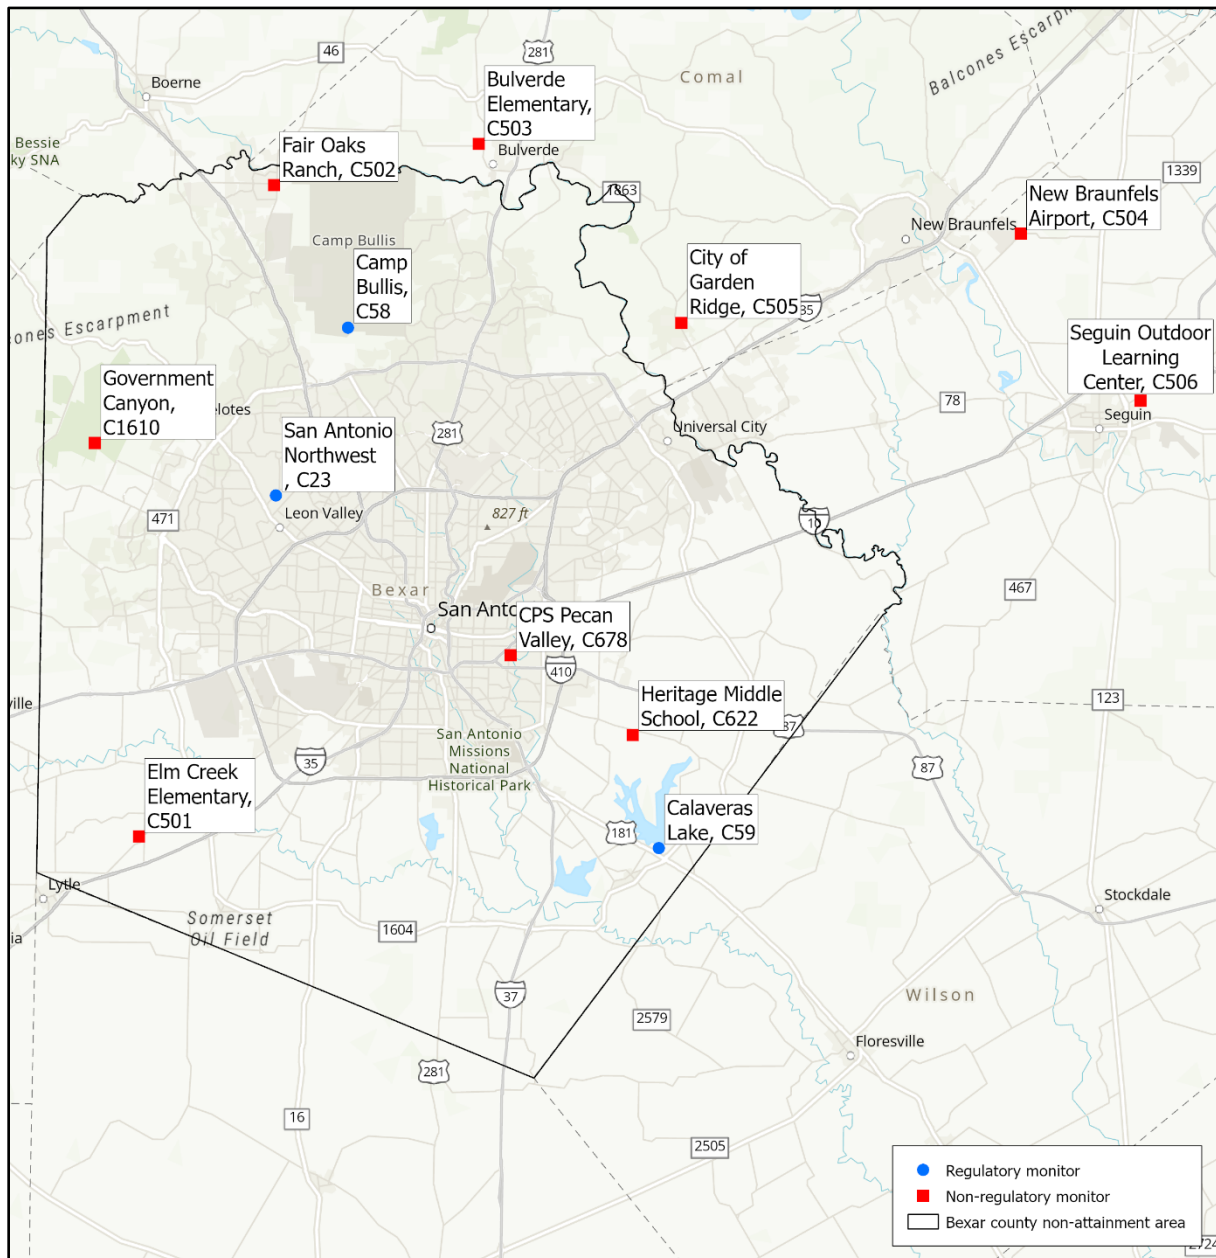 46
281
Boerne
Bulverde
Elementary,
C503
Comal
Balcones Escarpment
Bessie
ky SNA
Fair Oaks
Ranch, C502
Bulverde
1863
1339
New Braunfels
Airport, C504
New Braunfels
Camp Bullis
Camp
Bullis,
C58
City of
Garden
Ridge, C505
35
ones Escarpment
Seguin Outdoor
Learning
Center, C506
Government
Canyon,
C1610
elotes
78
Seguin
San Antonio
Northwest
, C23
281
Universal City
471
Leon Valley
827 ft
10
Bexar
467
San Anto
CPS Pecan
Valley, C678
410
Heritage Middle
School, C622
123
ville
87
San Antonio
Missions
National
Historical Park
35
87
Elm Creek
Elementary,
C501
Calaveras
Lake, C59
181
Lytle
Stockdale
Somerset
Oil Field
1604
ia
37
Wilson
2579
Floresville
281
16
2505
Regulatory monitor
Non-regulatory monitor
Bexar county non-attainment area
2724